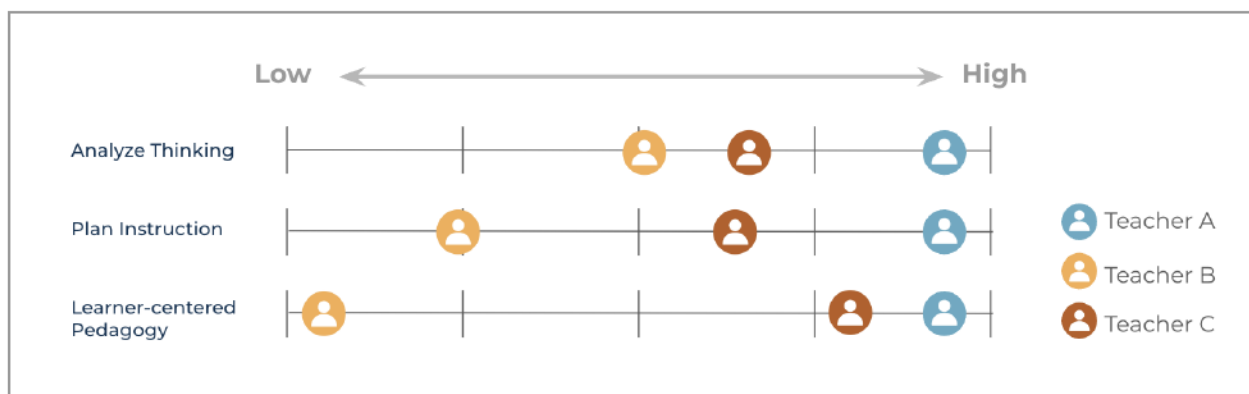 Low High
Analyze Thinking
Plan Instruction
Teacher A
Teacher B
Learner-centered
Pedagogy
Teacher C